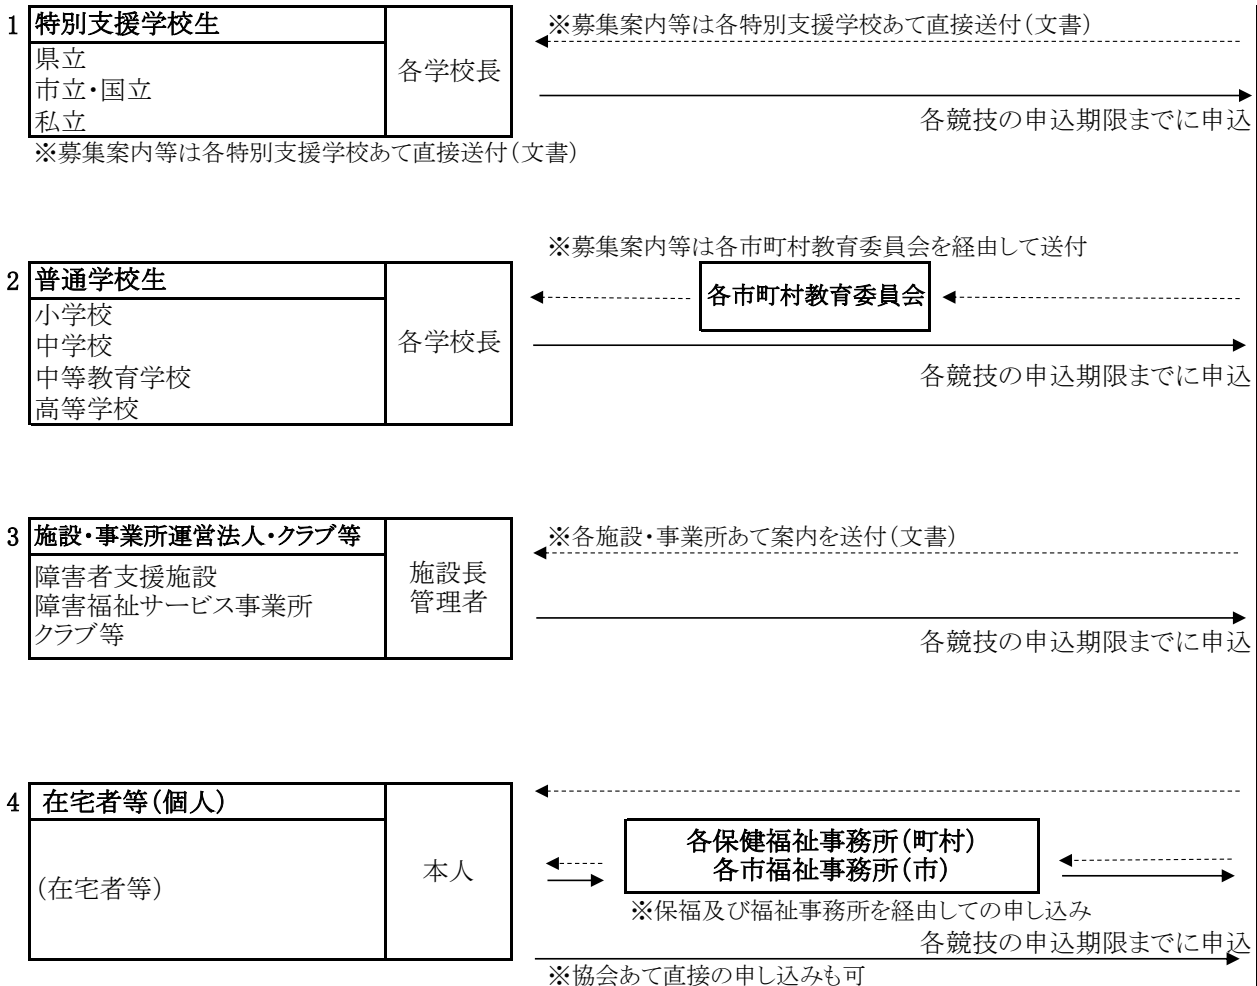 1 特別支援学校生
県立
市立・国立
私立
各学校長
※募集案内等は各特別支援学校あて直接送付(文書)
各競技の申込期限までに申込
※募集案内等は各特別支援学校あて直接送付(文書)
※募集案内等は各市町村教育委員会を経由して送付
2 普通学校生
小学校
中学校
中等教育学校
高等学校
各学校長
各市町村教育委員会
各競技の申込期限までに申込
3 施設・事業所運営法人・クラブ等
障害者支援施設
障害福祉サービス事業所
クラブ等
施設長
管理者
※各施設・事業所あて案内を送付(文書)
各競技の申込期限までに申込
4 在宅者等(個人)
(在宅者等)
本人
各保健福祉事務所(町村)
各市福祉事務所(市)
※保福及び福祉事務所を経由しての申し込み
各競技の申込期限までに申込
※協会あて直接の申し込みも可